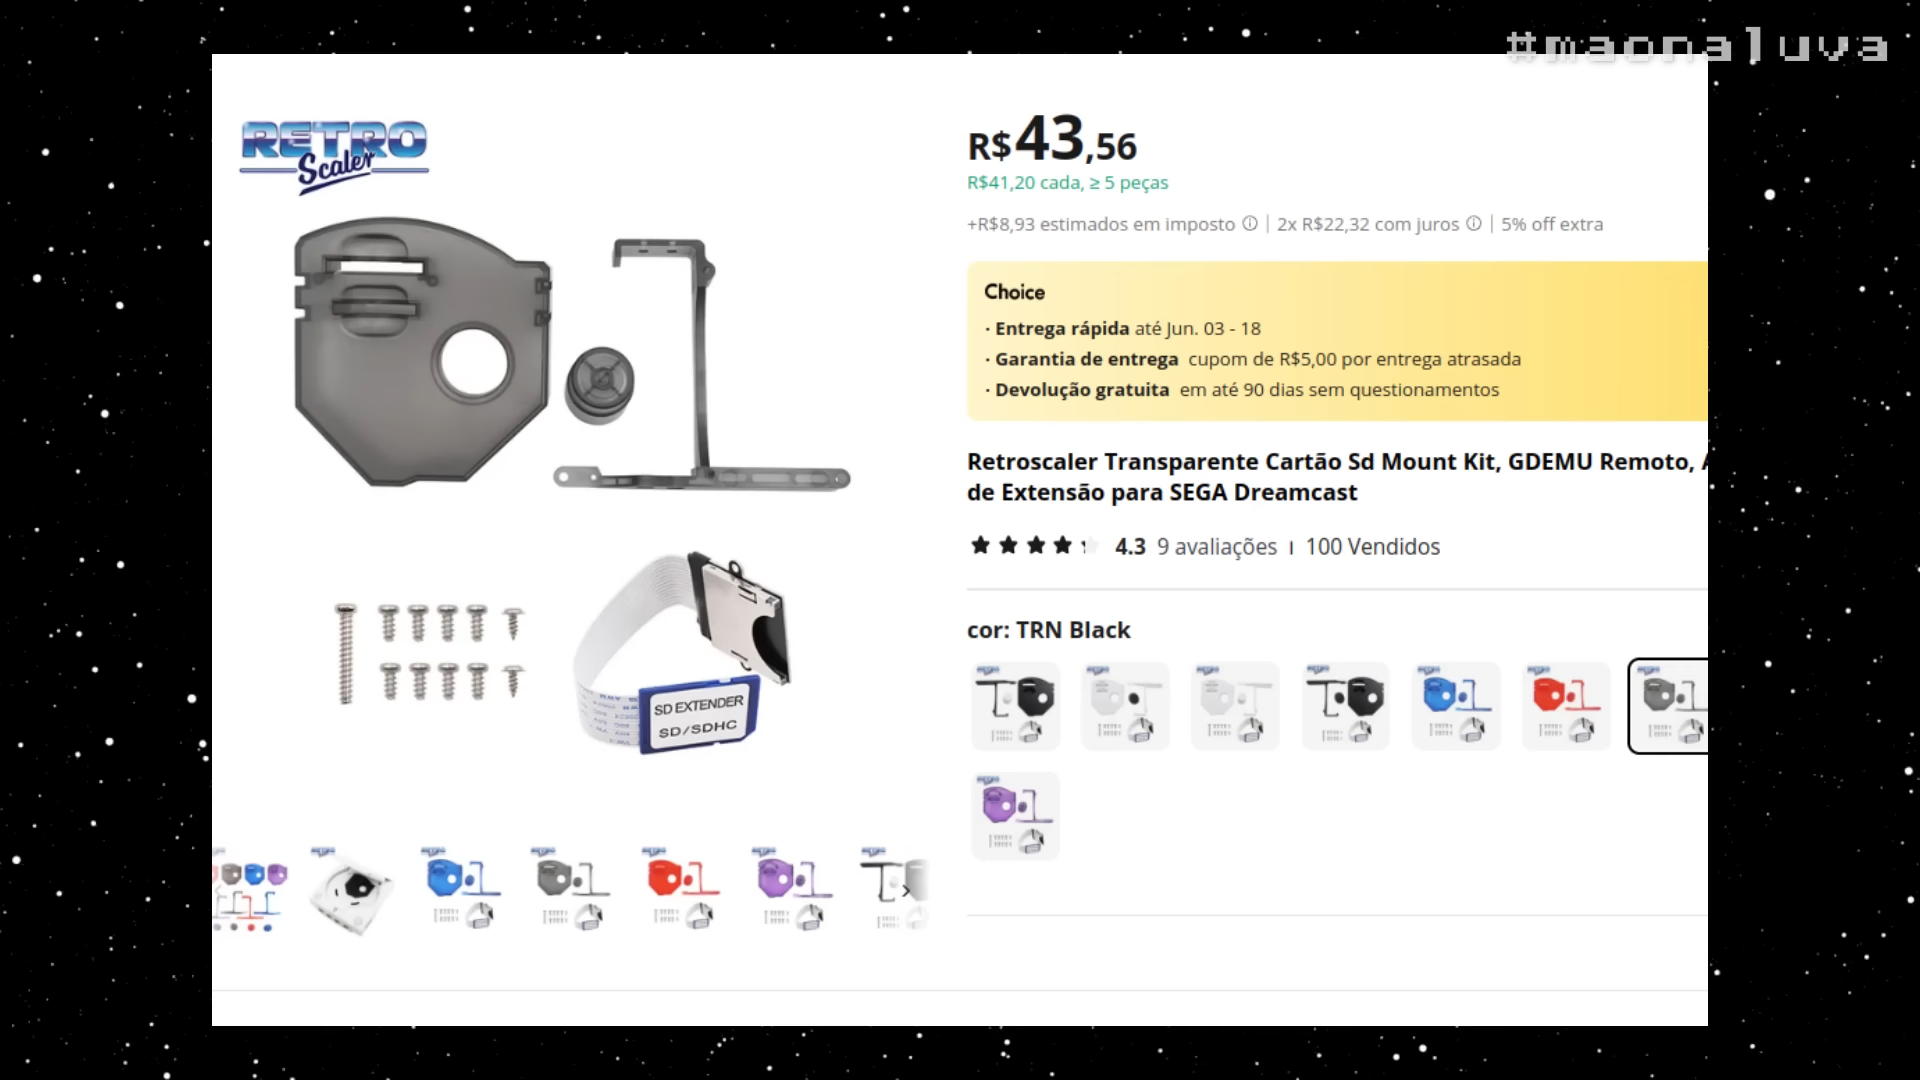 #maonaluva
RETRO
Scaler
R$43,56
R$41,20 cada, ≥ 5 peças
+R$8,93 estimados em imposto | 2x R$22,32 com juros | 5% off extra
Choice
· Entrega rápida até Jun. 03 - 18
· Garantia de entrega cupom de R$5,00 por entrega atrasada
· Devolução gratuita em até 90 dias sem questionamentos
Retroscaler Transparente Cartão Sd Mount Kit, GDEMU Remoto,
de Extensão para SEGA Dreamcast
4.3 9 avaliações | 100 Vendidos
cor: TRN Black
SD EXTENDER
SD/SDHC